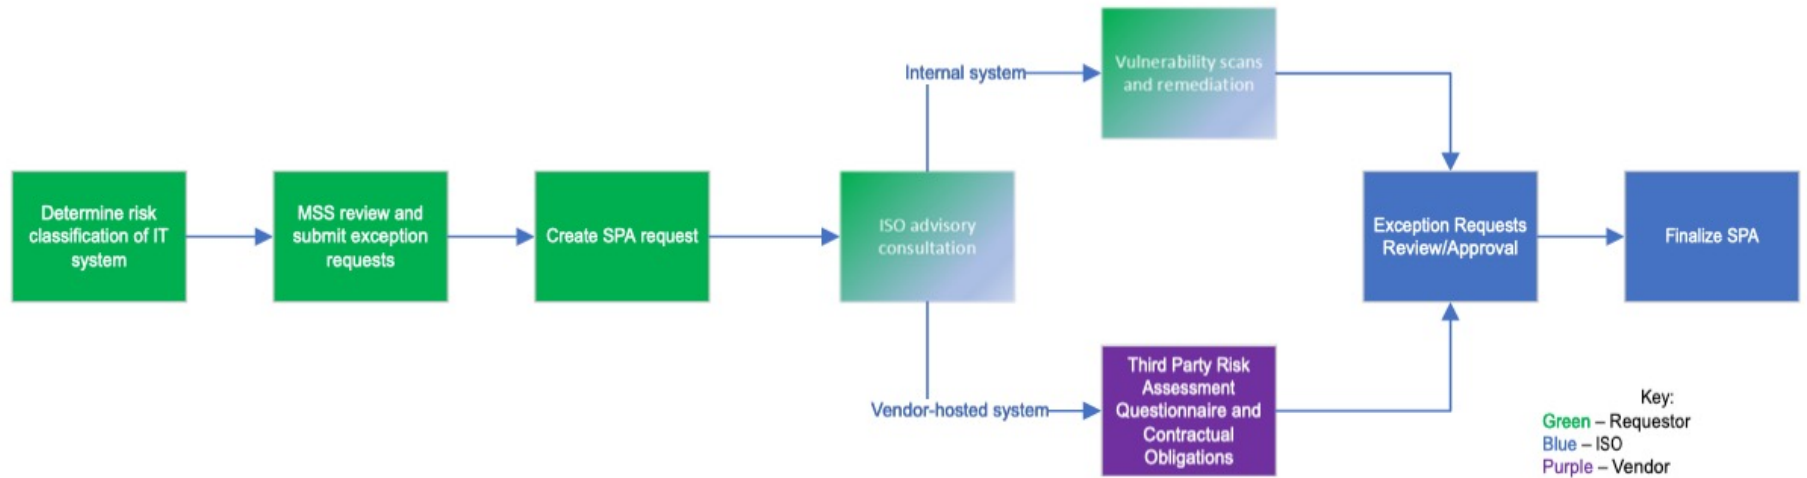 Determine risk
classification of IT
system
MSS review and
submit exception
requests
Create SPA request
ISO advisory
consultation
Internal system
Vulnerability scans
and remediation
Vendor-hosted system
Third Party Risk
Assessment
Questionnaire and
Contractual
Obligations
Exception Requests
Review/Approval
Finalize SPA
Key:
Green – Requestor
Blue – ISO
Purple – Vendor